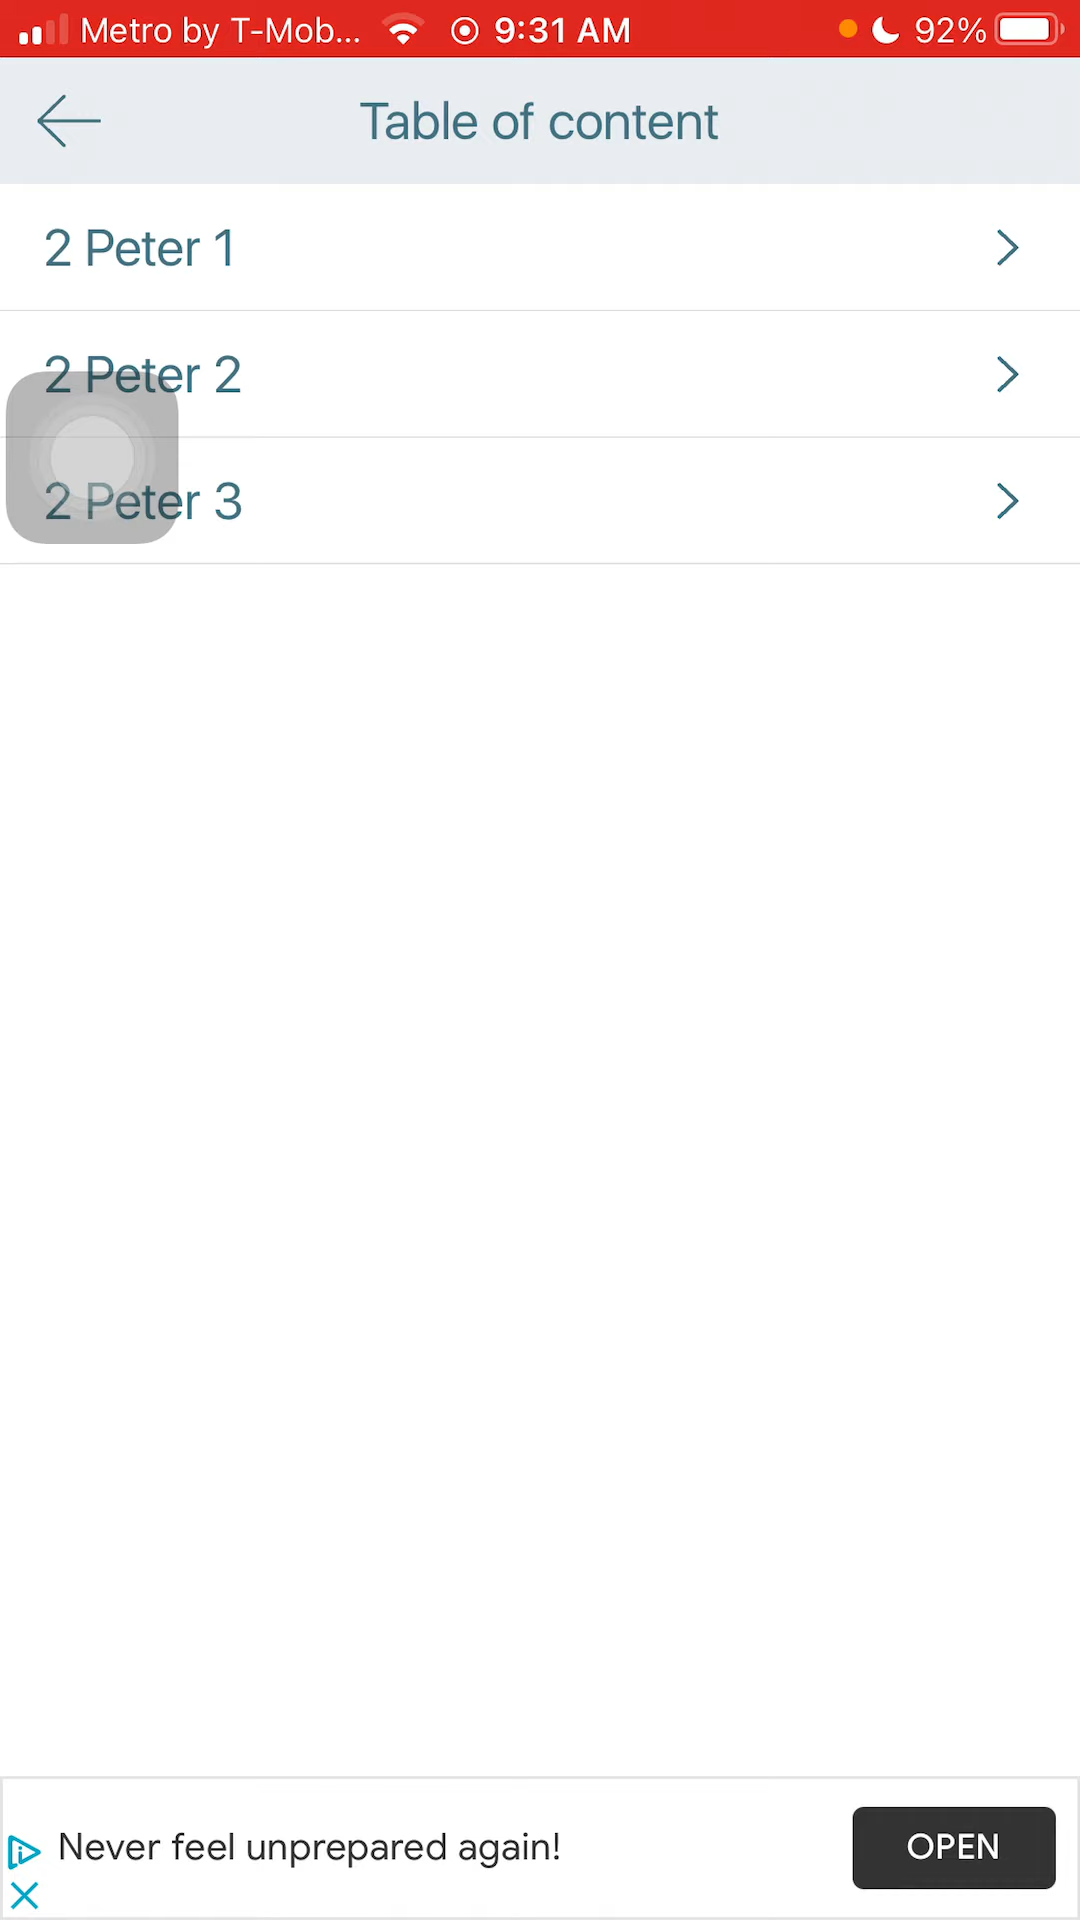 Metro by T-Mob... 9:31 AM 92%
Table of content
2 Peter 1
2 Peter 2
2 Peter 3
Never feel unprepared again!
OPEN